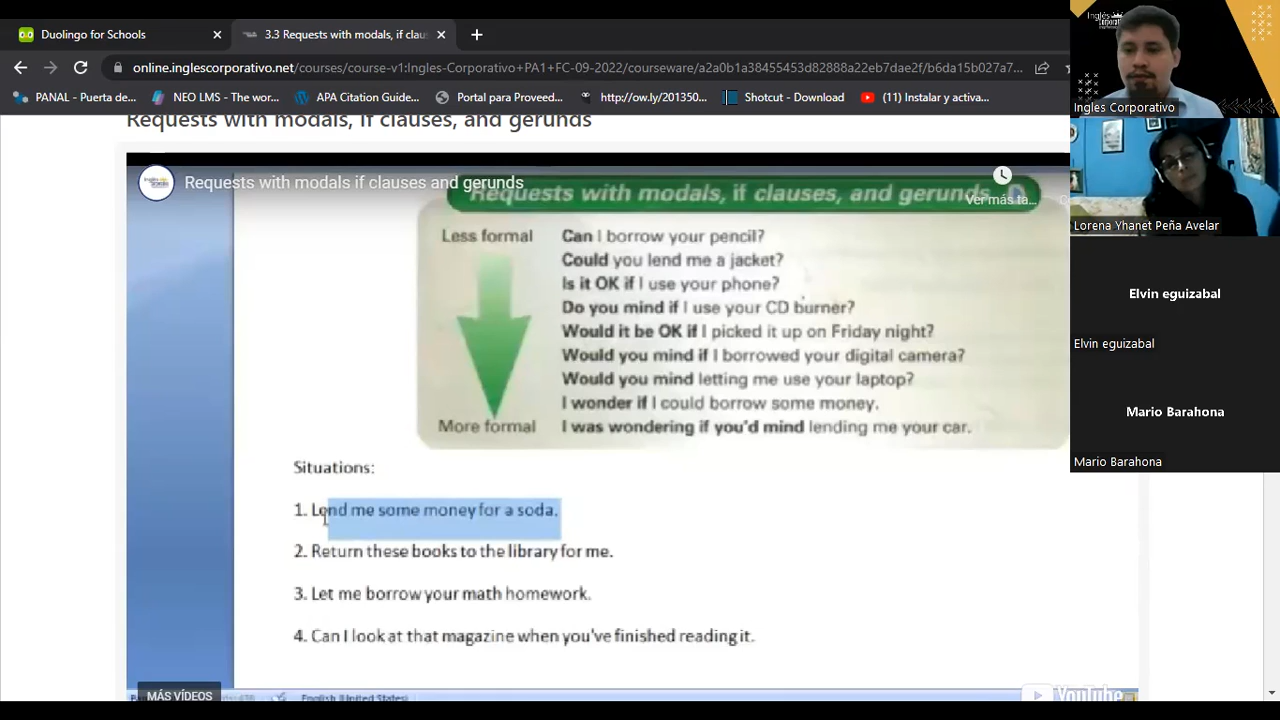 Duolingo for Schools
3.3 Requests with modals, if clau
online.inglescorporativo.net/courses/course-v1:Ingles-Corporativo+PA1+FC-09-2022/courseware/a2a0b1a38455453d82888a22eb7dae2f/b6da15b027a7...
PANAL - Puerta de... NEO LMS - The wor... APA Citation Guide... Portal para Proveed... http://ow.ly/201350... Shotcut - Download (11) Instalar y activa...
Requests with modals, if clauses, and gerunds
Requests with modals if clauses and gerunds
Requests with modals, if clauses, and gerunds
Ver más ta...
Less formal
Can I borrow your pencil?
Could you lend me a jacket?
Is it OK if I use your phone?
Do you mind if I use your CD burner?
Would it be OK if I picked it up on Friday night?
Would you mind if I borrowed your digital camera?
Would you mind letting me use your laptop?
I wonder if I could borrow some money.
More formal
I was wondering if you'd mind lending me your car.
Situations:
1. Lend me some money for a soda.
2. Return these books to the library for me.
3. Let me borrow your math homework.
4. Can I look at that magazine when you've finished reading it.
MÁS VÍDEOS
English (United States)
YouTube
Inglés Corporativo
Ingles Corporativo
Lorena Yhanet Peña Avelar
Elvin eguizabal
Elvin eguizabal
Mario Barahona
Mario Barahona